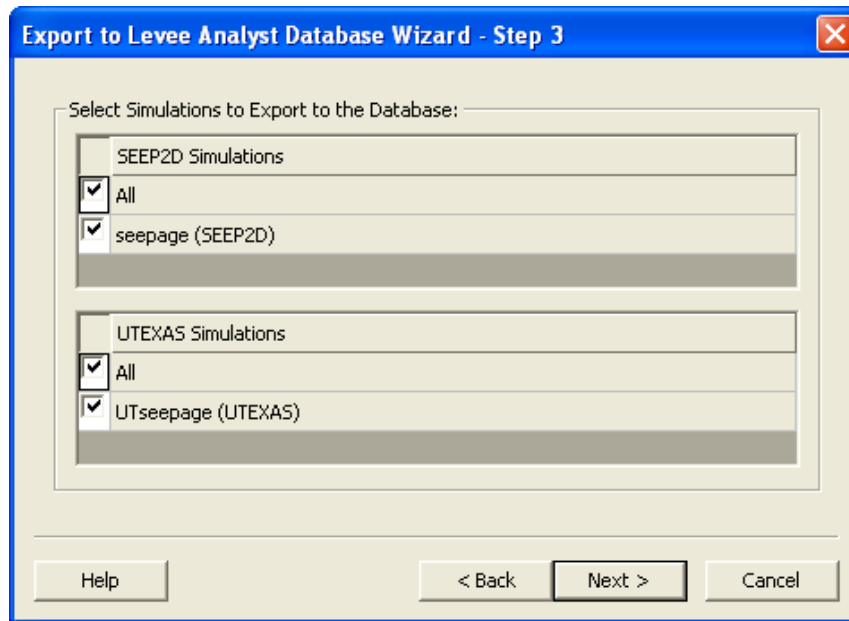 Export to Levee Analyst Database Wizard - Step 3
Select Simulations to Export to the Database:
SEEP2D Simulations
All
seepage (SEEP2D)
UTEXAS Simulations
All
UTseepage (UTEXAS)
Help < Back Next > Cancel